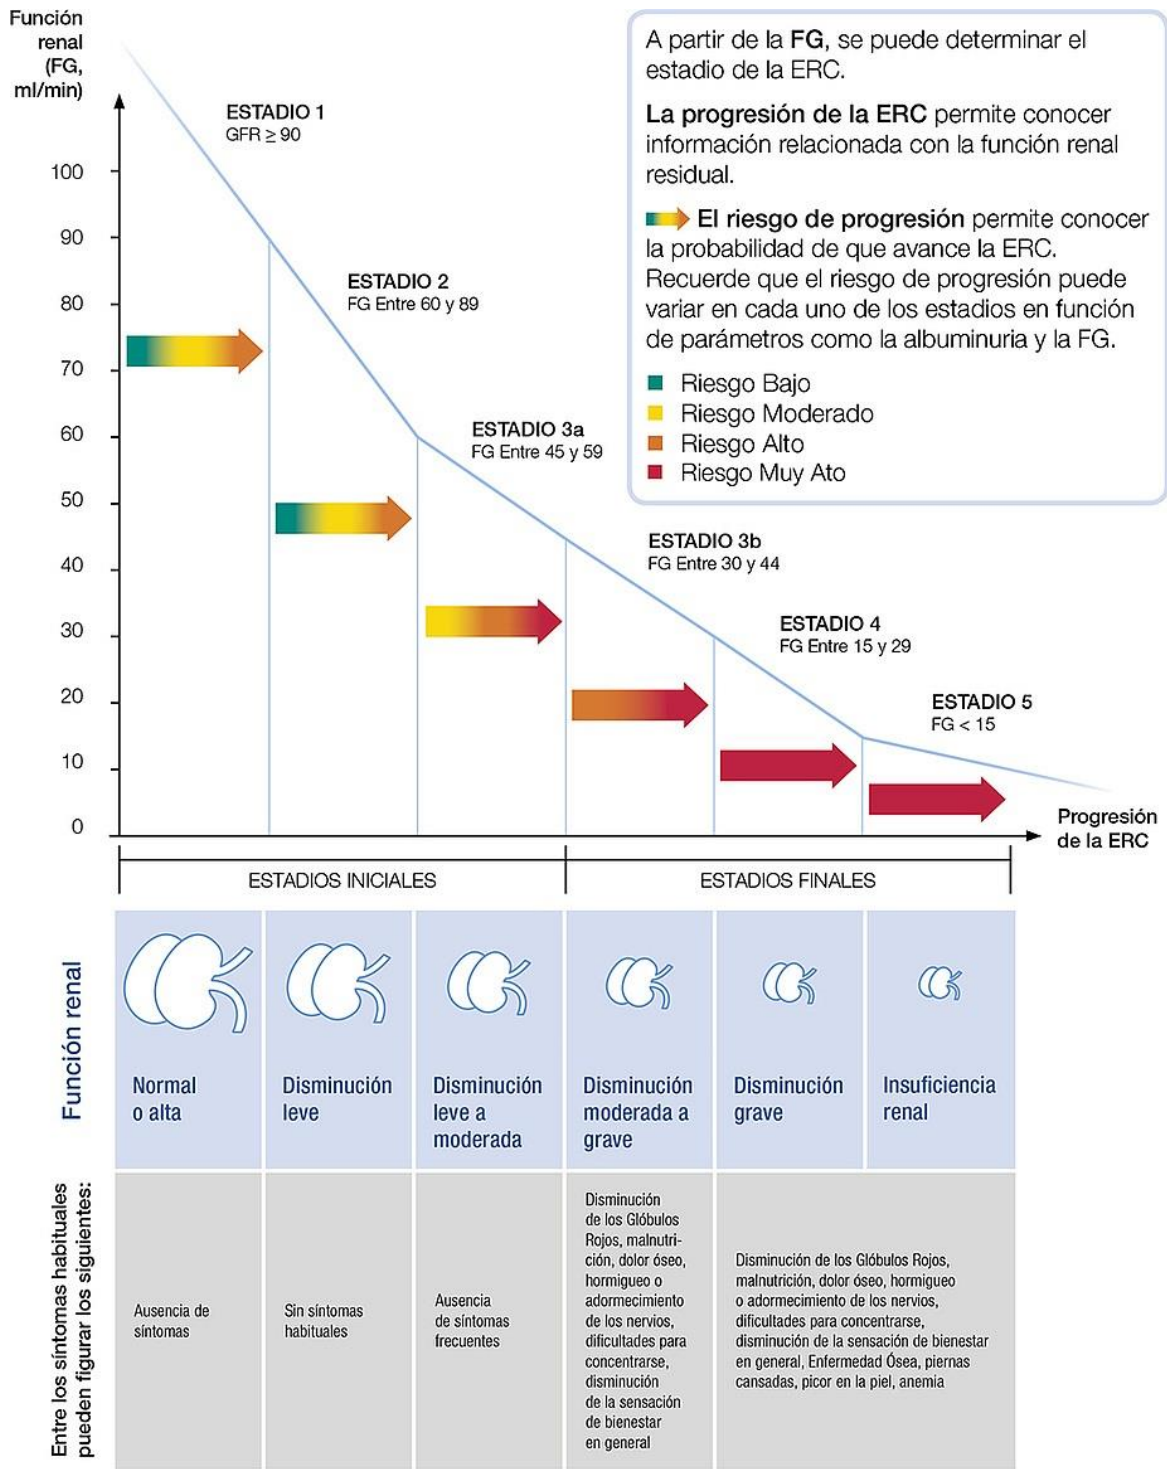 Función
renal
(FG,
ml/min)
100
90
80
70
60
50
40
30
20
10
0
ESTADIO 1
GFR ≥ 90
ESTADIO 2
FG Entre 60 y 89
ESTADIO 3a
FG Entre 45 y 59
ESTADIO 3b
FG Entre 30 y 44
ESTADIO 4
FG Entre 15 y 29
ESTADIO 5
FG < 15
A partir de la FG, se puede determinar el
estadio de la ERC.
La progresión de la ERC permite conocer
información relacionada con la función renal
residual.
El riesgo de progresión permite conocer
la probabilidad de que avance la ERC.
Recuerde que el riesgo de progresión puede
variar en cada uno de los estadios en función
de parámetros como la albuminuria y la FG.
Riesgo Bajo
Riesgo Moderado
Riesgo Alto
Riesgo Muy Ato
Progresión
de la ERC
ESTADIOS INICIALES
ESTADIOS FINALES
Función renal
Normal
o alta
Disminución
leve
Disminución
leve a
moderada
Disminución
moderada a
grave
Disminución
grave
Insuficiencia
renal
Entre los síntomas habituales
pueden figurar los siguientes:
Ausencia de
síntomas
Sin síntomas
habituales
Ausencia
de síntomas
frecuentes
Disminución
de los Glóbulos
Rojos, malnutri-
ción, dolor óseo,
hormigueo o
adormecimiento
de los nervios,
dificultades para
concentrarse,
disminución
de la sensación
de bienestar
en general
Disminución de los Glóbulos Rojos,
malnutrición, dolor óseo, hormigueo
o adormecimiento de los nervios,
dificultades para concentrarse,
disminución de la sensación de bienestar
en general, Enfermedad Ósea, piernas
cansadas, picor en la piel, anemia